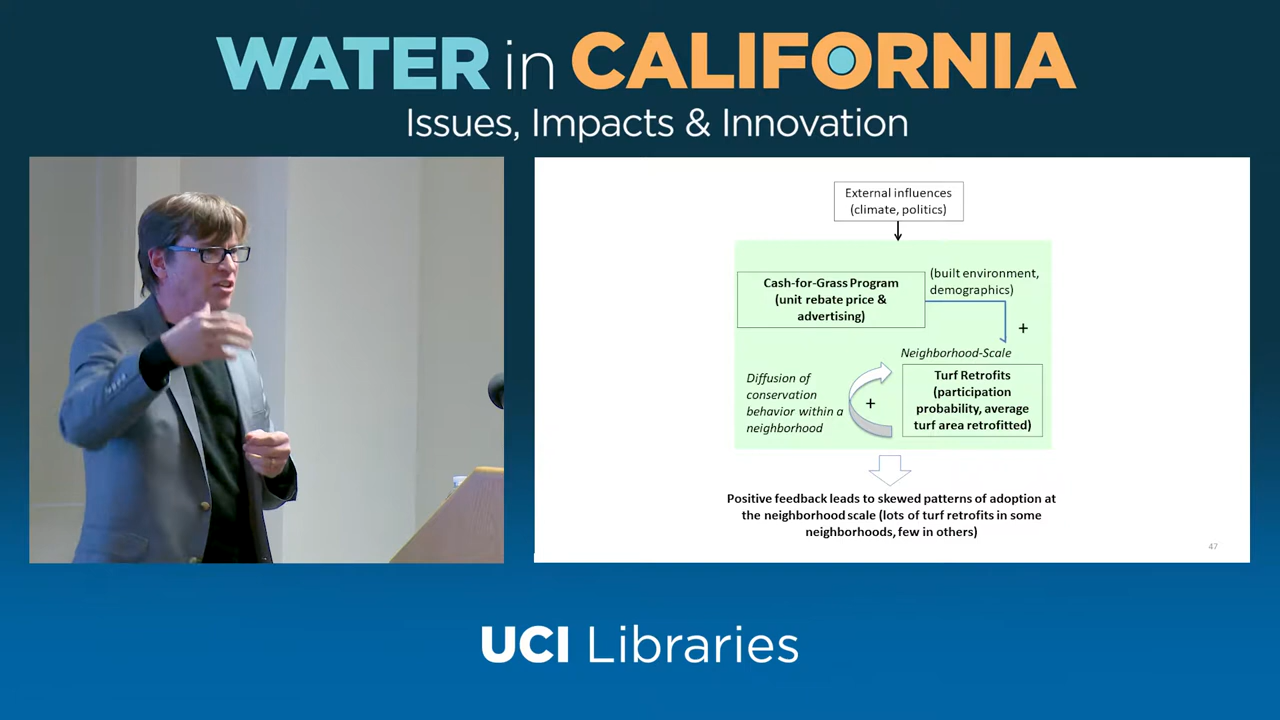 WATER in CALIFORNIA
Issues, Impacts & Innovation
External influences
(climate, politics)
Cash-for-Grass Program
(unit rebate price &
advertising)
(built environment,
demographics)
+
Neighborhood-Scale
Turf Retrofits
(participation
probability, average
turf area retrofitted)
Diffusion of
conservation
behavior within a
neighborhood
+
Positive feedback leads to skewed patterns of adoption at
the neighborhood scale (lots of turf retrofits in some
neighborhoods, few in others)
47
UCI Libraries